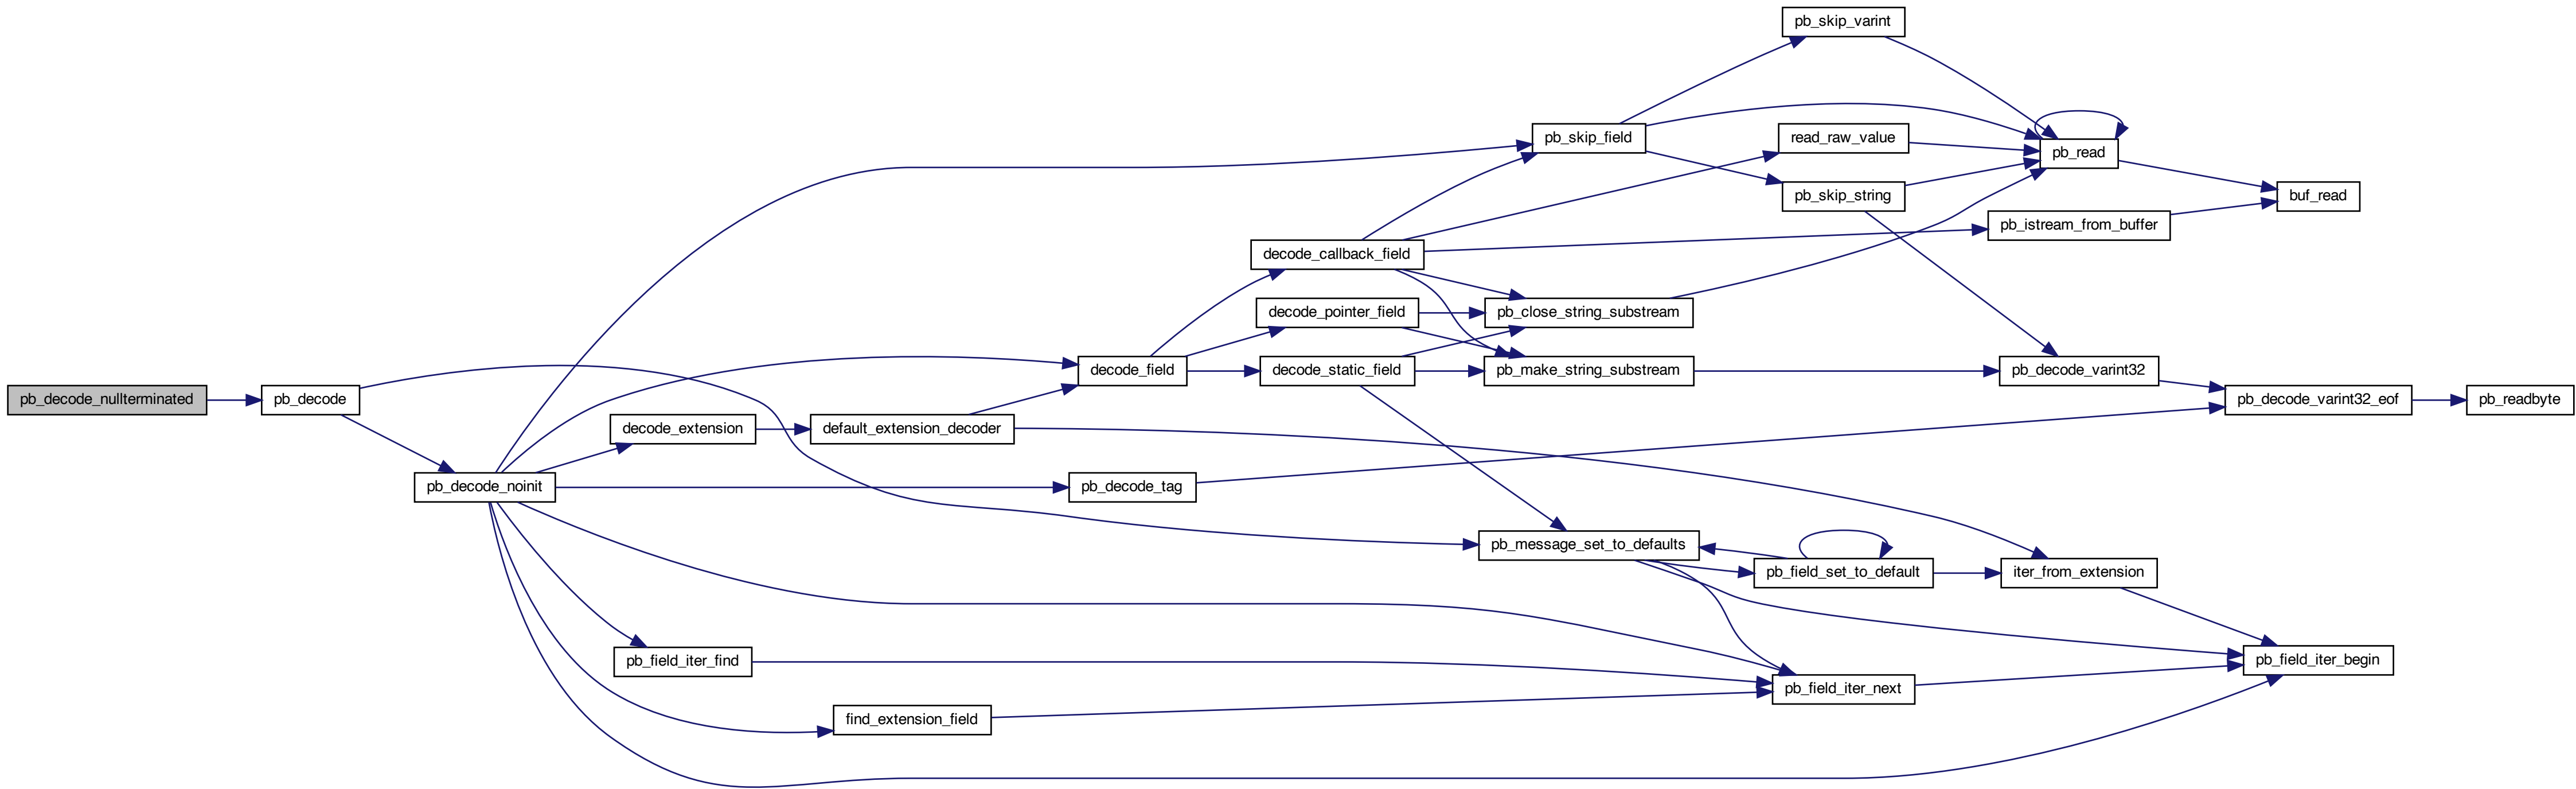 pb_skip_varint
pb_skip_field
read_raw_value
pb_read
pb_skip_string
buf_read
pb_istream_from_buffer
decode_callback_field
decode_pointer_field
pb_close_string_substream
decode_field
decode_static_field
pb_make_string_substream
pb_decode_varint32
pb_decode_nullterminated
pb_decode
pb_decode_varint32_eof
pb_readbyte
decode_extension
default_extension_decoder
pb_decode_noinit
pb_decode_tag
pb_message_set_to_defaults
pb_field_set_to_default
iter_from_extension
pb_field_iter_find
pb_field_iter_begin
pb_field_iter_next
find_extension_field